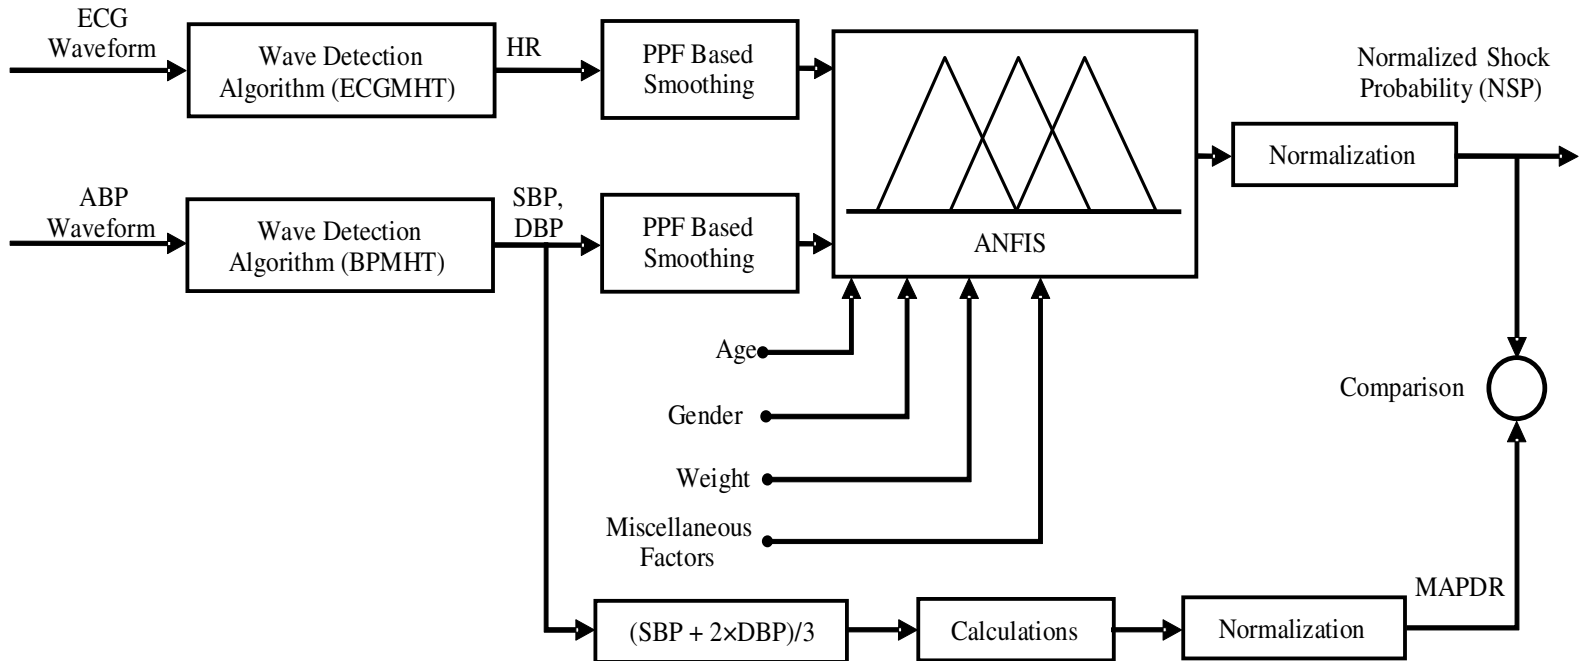 ECG
Waveform
Wave Detection
Algorithm (ECGMHT)
HR
PPF Based
Smoothing
Normalized Shock
Probability (NSP)
Normalization
ABP
Waveform
Wave Detection
Algorithm (BPMHT)
SBP,
DBP
PPF Based
Smoothing
ANFIS
Age
Gender
Weight
Miscellaneous
Factors
Comparison
(SBP + 2×DBP)/3
Calculations
Normalization
MAPDR